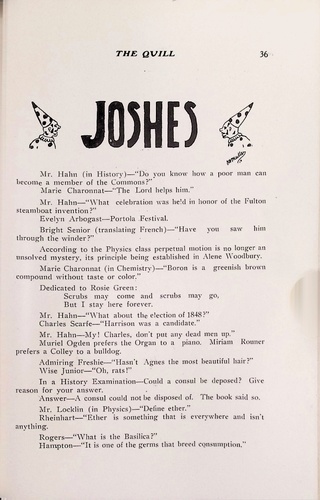 THE QUILL 36
JOSHES
Mr. Hahn (in History)—"Do you know how a poor man can
become a member of the Commons?"
Marie Charonnat—"The Lord helps him."
Mr. Hahn—"What celebration was he'd in honor of the Fulton
steamboat invention?"
Evelyn Arbogast—Portola Festival.
Bright Senior (translating French)—"Have you saw him
through the winder?"
According to the Physics class perpetual motion is no longer an
unsolved mystery, its principle being established in Alene Woodbury.
Marie Charonnat (in Chemistry)—"Boron is a greenish brown
compound without taste or color."
Dedicated to Rosie Green:
Scrubs may come and scrubs may go,
But I stay here forever.
Mr. Hahn—"What about the election of 1848?"
Charles Scarfe—"Harrison was a candidate."
Mr. Hahn—My! Charles, don't put any dead men up."
Muriel Ogden prefers the Organ to a piano. Miriam Rouner
prefers a Colley to a bulldog.
Admiring Freshie—"Hasn't Agnes the most beautiful hair?"
Wise Junior—"Oh, rats!"
In a History Examination—Could a consul be deposed? Give
reason for your answer.
Answer—A consul could not be disposed of. The book said so.
Mr. Locklin (in Physics)—"Define ether."
Rheinhart—"Ether is something that is everywhere and isn't
anything.
Rogers—"What is the Basilica?"
Hampton—"It is one of the germs that breed consumption."